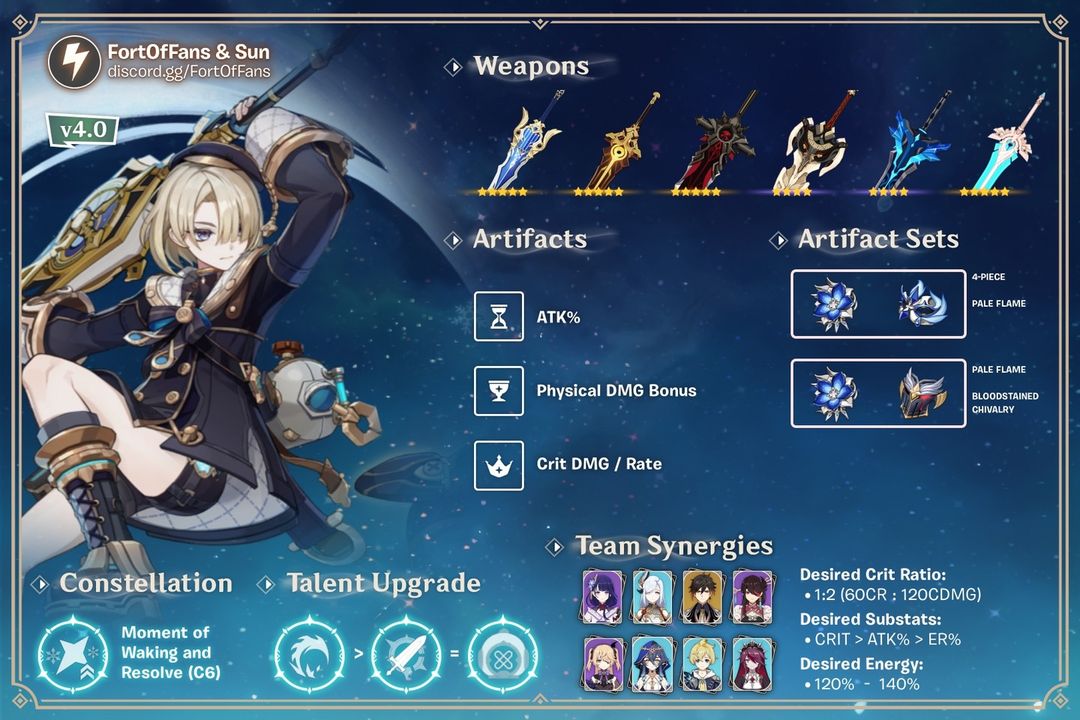 FortOfFans & Sun
discord.gg/FortOfFans
v4.0
Weapons
Artifacts
ATK%
Physical DMG Bonus
Crit DMG / Rate
Artifact Sets
4-PIECE
PALE FLAME
PALE FLAME
BLOODSTAINED
CHIVALRY
Constellation
Moment of
Waking and
Resolve (C6)
Talent Upgrade
> =
Team Synergies
Desired Crit Ratio:
• 1:2 (60CR : 120CDMG)
Desired Substats:
• CRIT > ATK% > ER%
Desired Energy:
• 120% - 140%